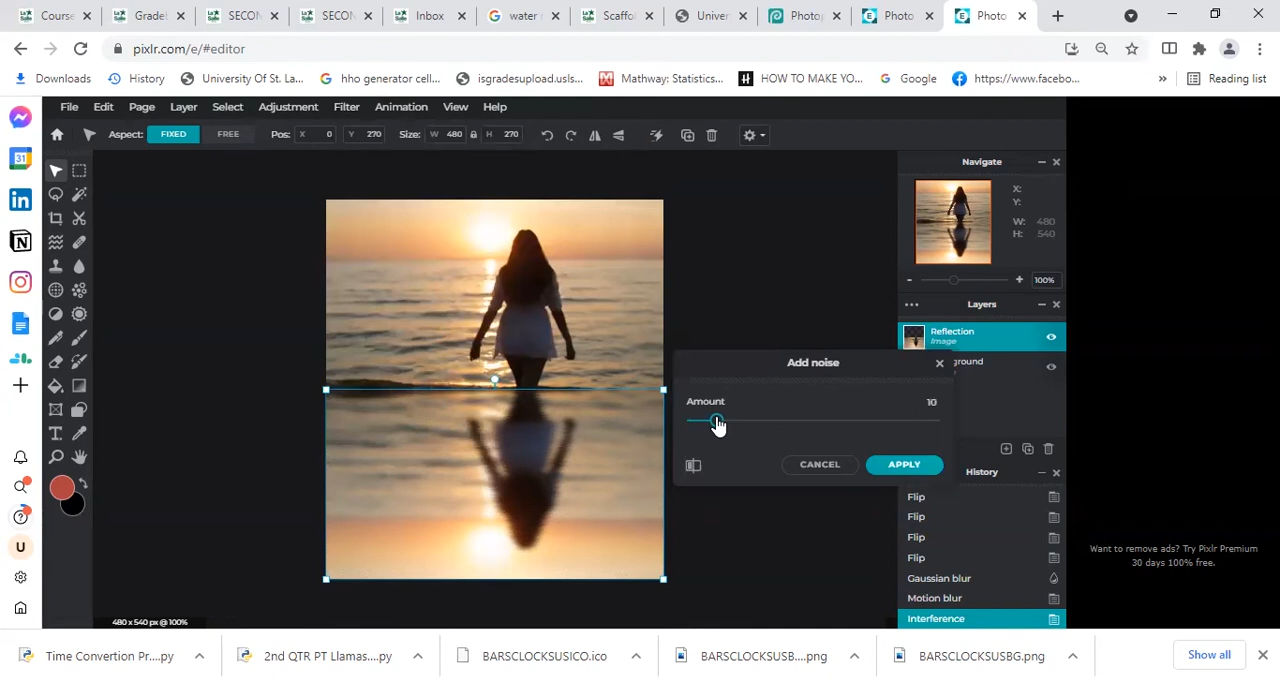 Course
Gradel
SECON
SECON
Inbox
water r
Scaffol
Univer
Photop
Photo
Photo
pixlr.com/e/#editor
Downloads
History
University Of St. La...
hho generator cell...
isgradesupload.usls...
Mathway: Statistics...
HOW TO MAKE YO...
Google
https://www.facebo...
»
Reading list
File Edit Page Layer Select Adjustment Filter Animation View Help
Aspect: FIXED FREE Pos: X 0 Y 270 Size: W 480 H 270
Navigate
X:
Y:
W: 480
H: 540
100%
Layers
Reflection
Image
ground
Add noise
Amount 10
CANCEL APPLY
History
Flip
Flip
Flip
Flip
Gaussian blur
Motion blur
Interference
31
U
480 x 540 px @ 100%
Want to remove ads? Try Pixlr Premium
30 days 100% free.
Time Convertion Pr....py
2nd QTR PT Llamas....py
BARSCLOCKSUSICO.ico
BARSCLOCKSUSB....png
BARSCLOCKSUSBG.png
Show all